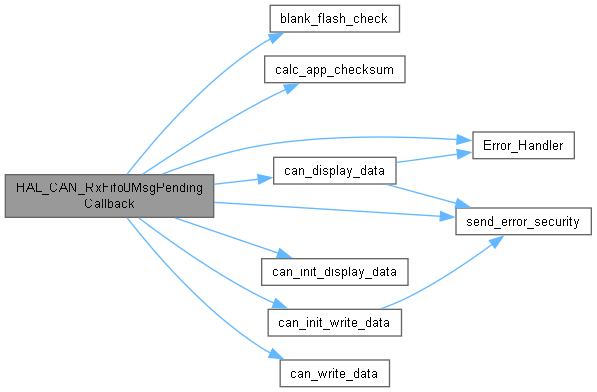 blank_flash_check
calc_app_checksum
Error_Handler
can_display_data
HAL_CAN_RxFifo0MsgPending
Callback
send_error_security
can_init_display_data
can_init_write_data
can_write_data